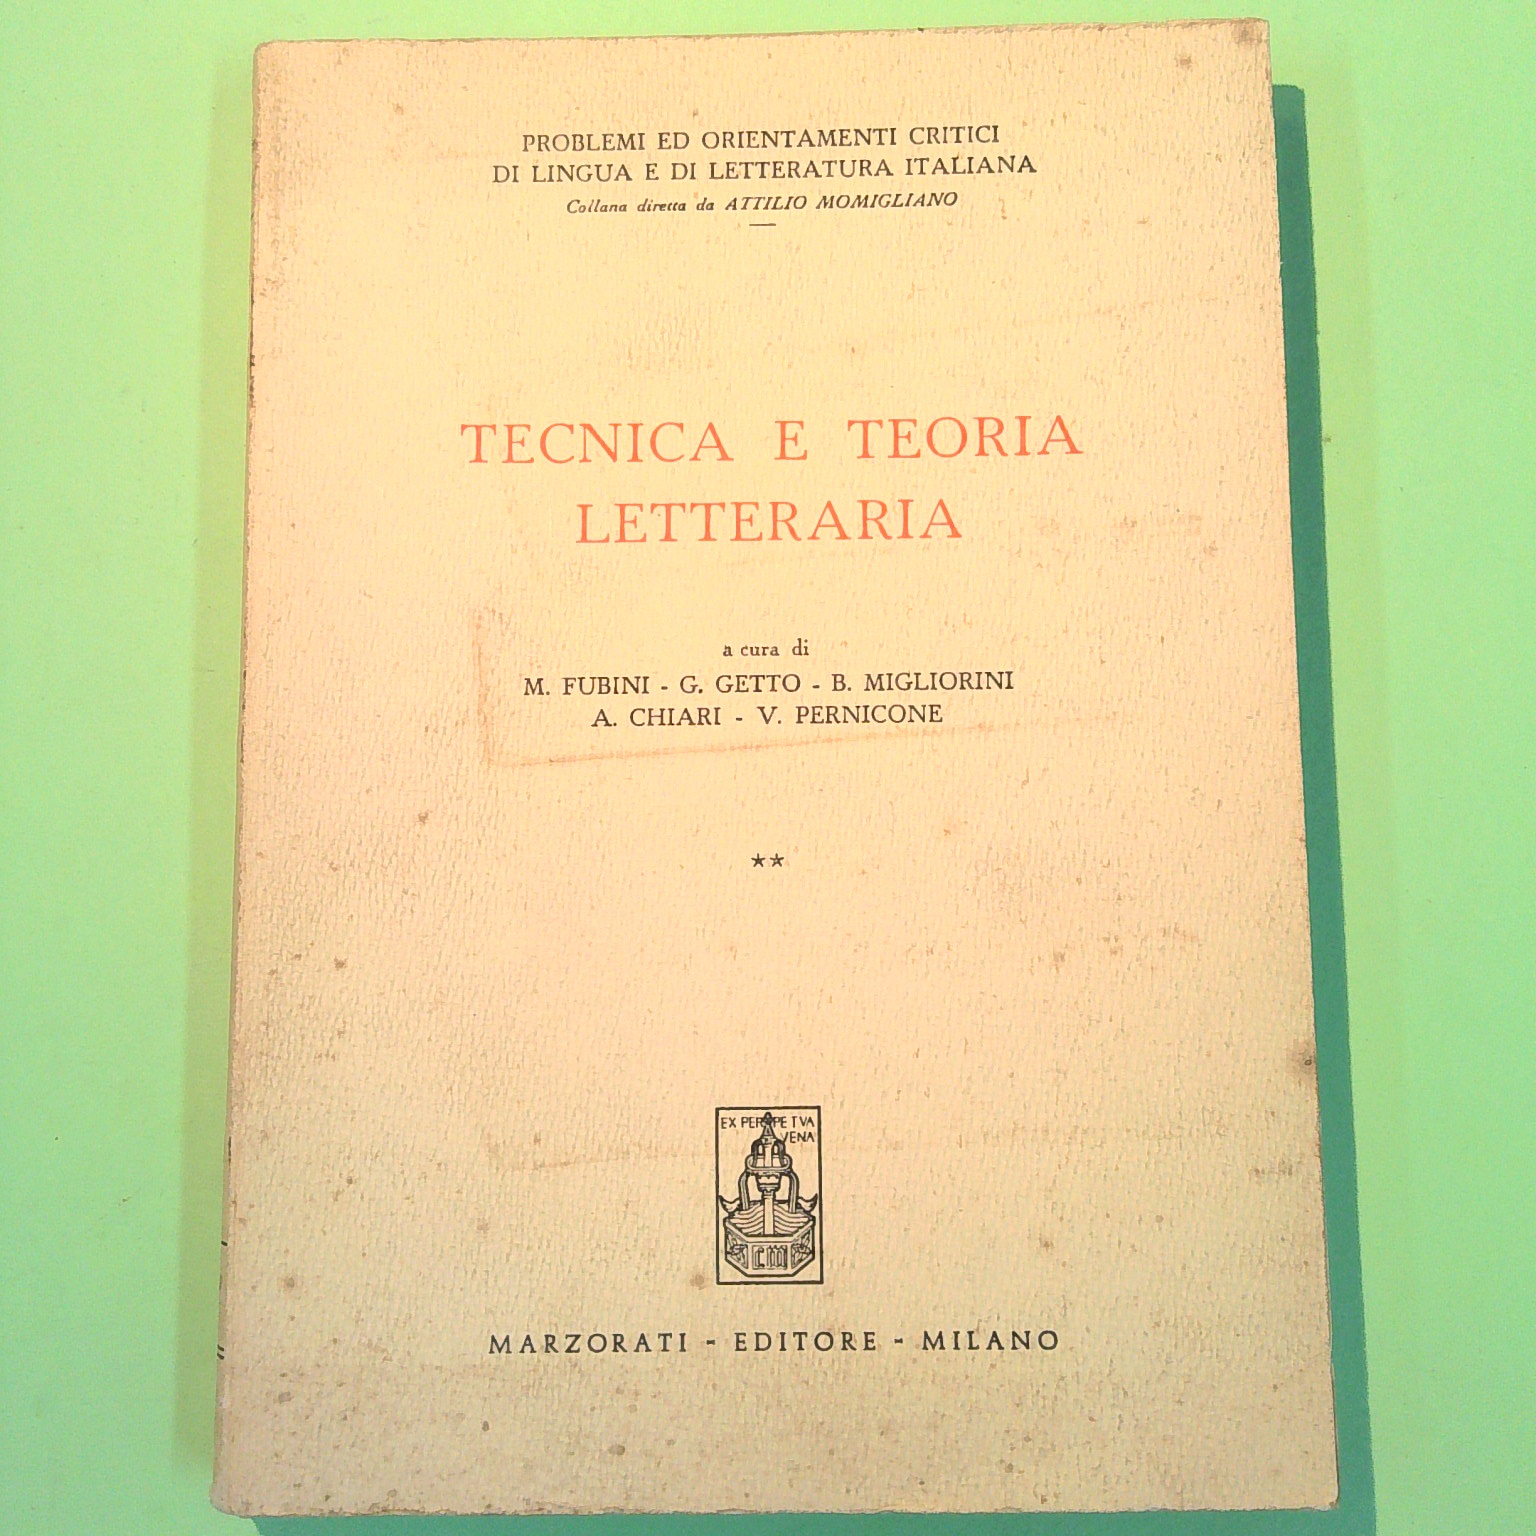 PROBLEMI ED ORIENTAMENTI CRITICI
DI LINGUA E DI LETTERATURA ITALIANA
Collana diretta da ATTILIO MOMIGLIANO
TECNICA E TEORIA
LETTERARIA
a cura di
M. FUBINI - G. GETTO - B. MIGLIORINI
A. CHIARI - V. PERNICONE
**
EX PERPETVA
VENA
CM
MARZORATI - EDITORE - MILANO